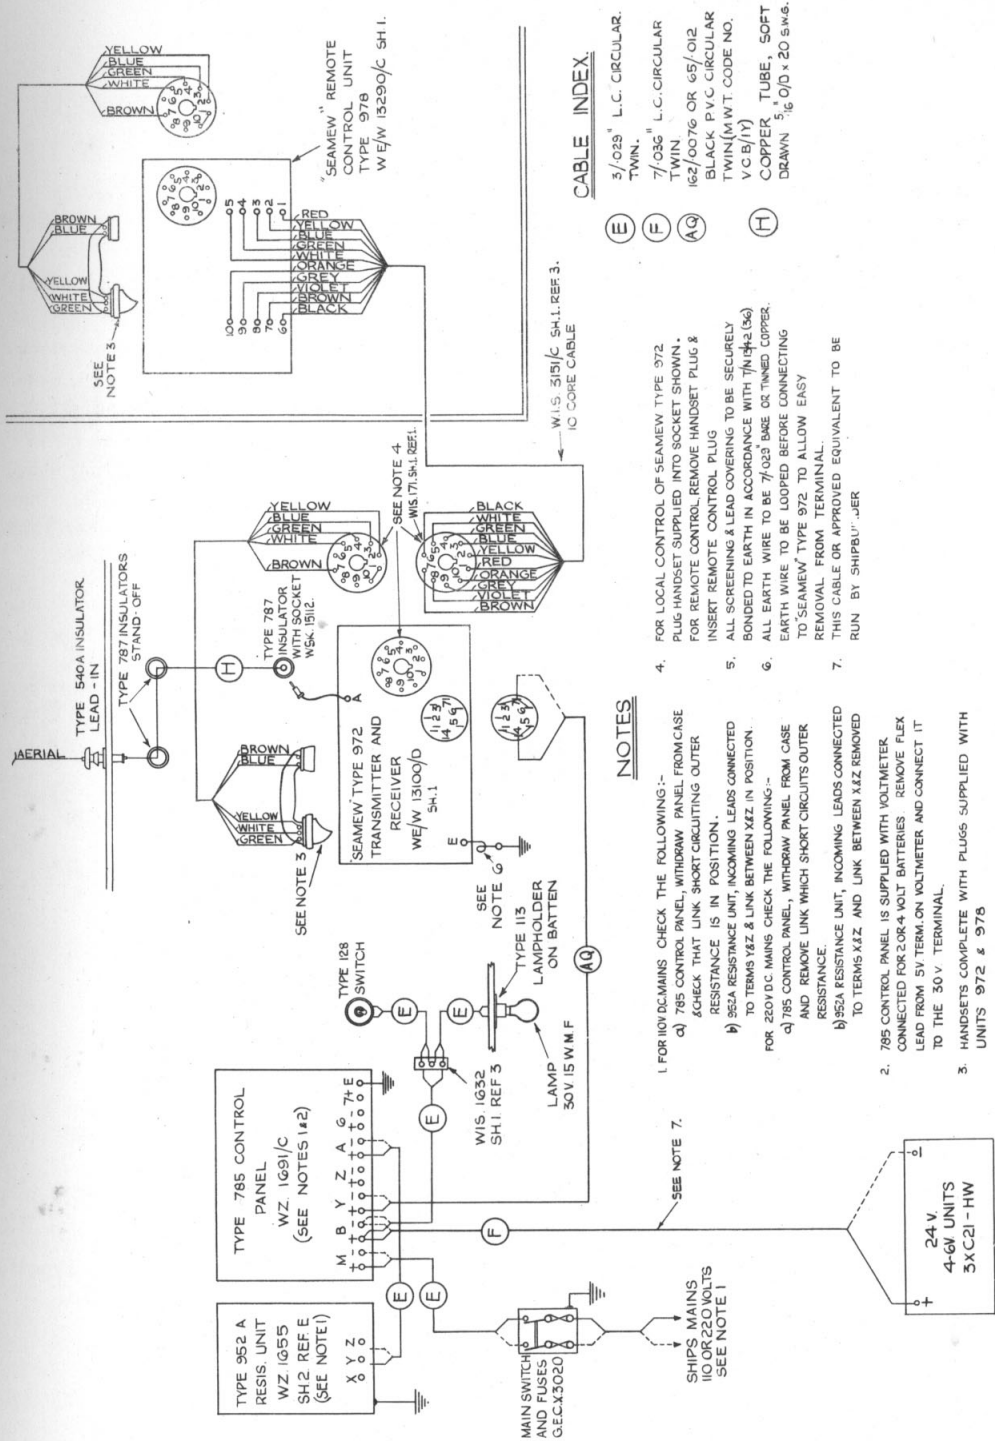 AERIAL
TYPE 540A INSULATOR
LEAD - IN
TYPE 787 INSULATORS
STAND-OFF
H
TYPE 787
INSULATOR
WITH SOCKET
WSK. 15112.
A
BROWN
BLUE
YELLOW
WHITE
GREEN
SEE NOTE 3
YELLOW
BLUE
GREEN
WHITE
BROWN
SEE NOTE 4
WIS.171.SH.1.REF.1.
"SEAMEW" TYPE 972
TRANSMITTER AND
RECEIVER
WE/W 13100/D
SH.1
E
SEE
NOTE 6
BLACK
WHITE
GREEN
BLUE
YELLOW
RED
ORANGE
GREY
VIOLET
BROWN
W.I.S. 3151/C SH.1. REF 3.
10 CORE CABLE
BROWN
BLUE
YELLOW
WHITE
GREEN
SEE
NOTE 3
YELLOW
BLUE
GREEN
WHITE
BROWN
"SEAMEW" REMOTE
CONTROL UNIT
TYPE 978
W E/W 13290/C SH.1.
5 4 3 2 1
10 9 8 7 6
RED
YELLOW
BLUE
GREEN
WHITE
ORANGE
GREY
VIOLET
BROWN
BLACK
TYPE 952 A
RESIS. UNIT
WZ. 1655
SH.2. REF. E
(SEE NOTE 1)
X Y Z
TYPE 785 CONTROL
PANEL
WZ. 1691/C
(SEE NOTES 1&2)
M B Y Z A 6 7+ E
TYPE 128
SWITCH
E
E
E
E
E
WIS. 1632
SH.1. REF 3
TYPE 113
LAMPHOLDER
ON BATTEN
LAMP
30V 15 W M.F
AQ
F
SEE NOTE 7.
MAIN SWITCH
AND FUSES
G.E.C.X3020
SHIPS MAINS
110 OR 220 VOLTS
SEE NOTE 1
+ -
24 V.
4-6V. UNITS
3XC21-HW
NOTES
1. FOR 110V D.C. MAINS CHECK THE FOLLOWING:-
a) 785 CONTROL PANEL, WITHDRAW PANEL FROM CASE
& CHECK THAT LINK SHORT CIRCUITING OUTER
RESISTANCE IS IN POSITION.
b) 952A RESISTANCE UNIT, INCOMING LEADS CONNECTED
TO TERMS Y&Z & LINK BETWEEN X&Z IN POSITION.
FOR 220V D.C. MAINS CHECK THE FOLLOWING:-
a) 785 CONTROL PANEL, WITHDRAW PANEL FROM CASE
AND REMOVE LINK WHICH SHORT CIRCUITS OUTER
RESISTANCE.
b) 952A RESISTANCE UNIT, INCOMING LEADS CONNECTED
TO TERMS X&Z AND LINK BETWEEN X&Z REMOVED
2. 785 CONTROL PANEL IS SUPPLIED WITH VOLTMETER
CONNECTED FOR 2 OR 4 VOLT BATTERIES REMOVE FLEX
LEAD FROM 5V TERM. ON VOLTMETER AND CONNECT IT
TO THE 30V TERMINAL.
3. HANDSETS COMPLETE WITH PLUGS SUPPLIED WITH
UNITS 972 & 978
4. FOR LOCAL CONTROL OF SEAMEW TYPE 972
PLUG HANDSET SUPPLIED INTO SOCKET SHOWN.
FOR REMOTE CONTROL, REMOVE HANDSET PLUG &
INSERT REMOTE CONTROL PLUG
5. ALL SCREENING & LEAD COVERING TO BE SECURELY
BONDED TO EARTH IN ACCORDANCE WITH
6. ALL EARTH WIRE TO BE 7/·029" BARE OR TINNED COPPER.
EARTH WIRE TO BE LOOPED BEFORE CONNECTING
TO "SEAMEW" TYPE 972 TO ALLOW EASY
REMOVAL FROM TERMINAL.
7. THIS CABLE OR APPROVED EQUIVALENT TO BE
RUN BY
CABLE INDEX.
E 3/·029" L.C. CIRCULAR.
TWIN.
F 7/·036" L.C. CIRCULAR
TWIN
AQ 162/·0076 OR 65/·012
BLACK P.V.C CIRCULAR
TWIN.(M.W.T. CODE NO.
V C B/1Y)
H COPPER TUBE, SOFT
DRAWN 5/16" O/D x 20 S.W.G.